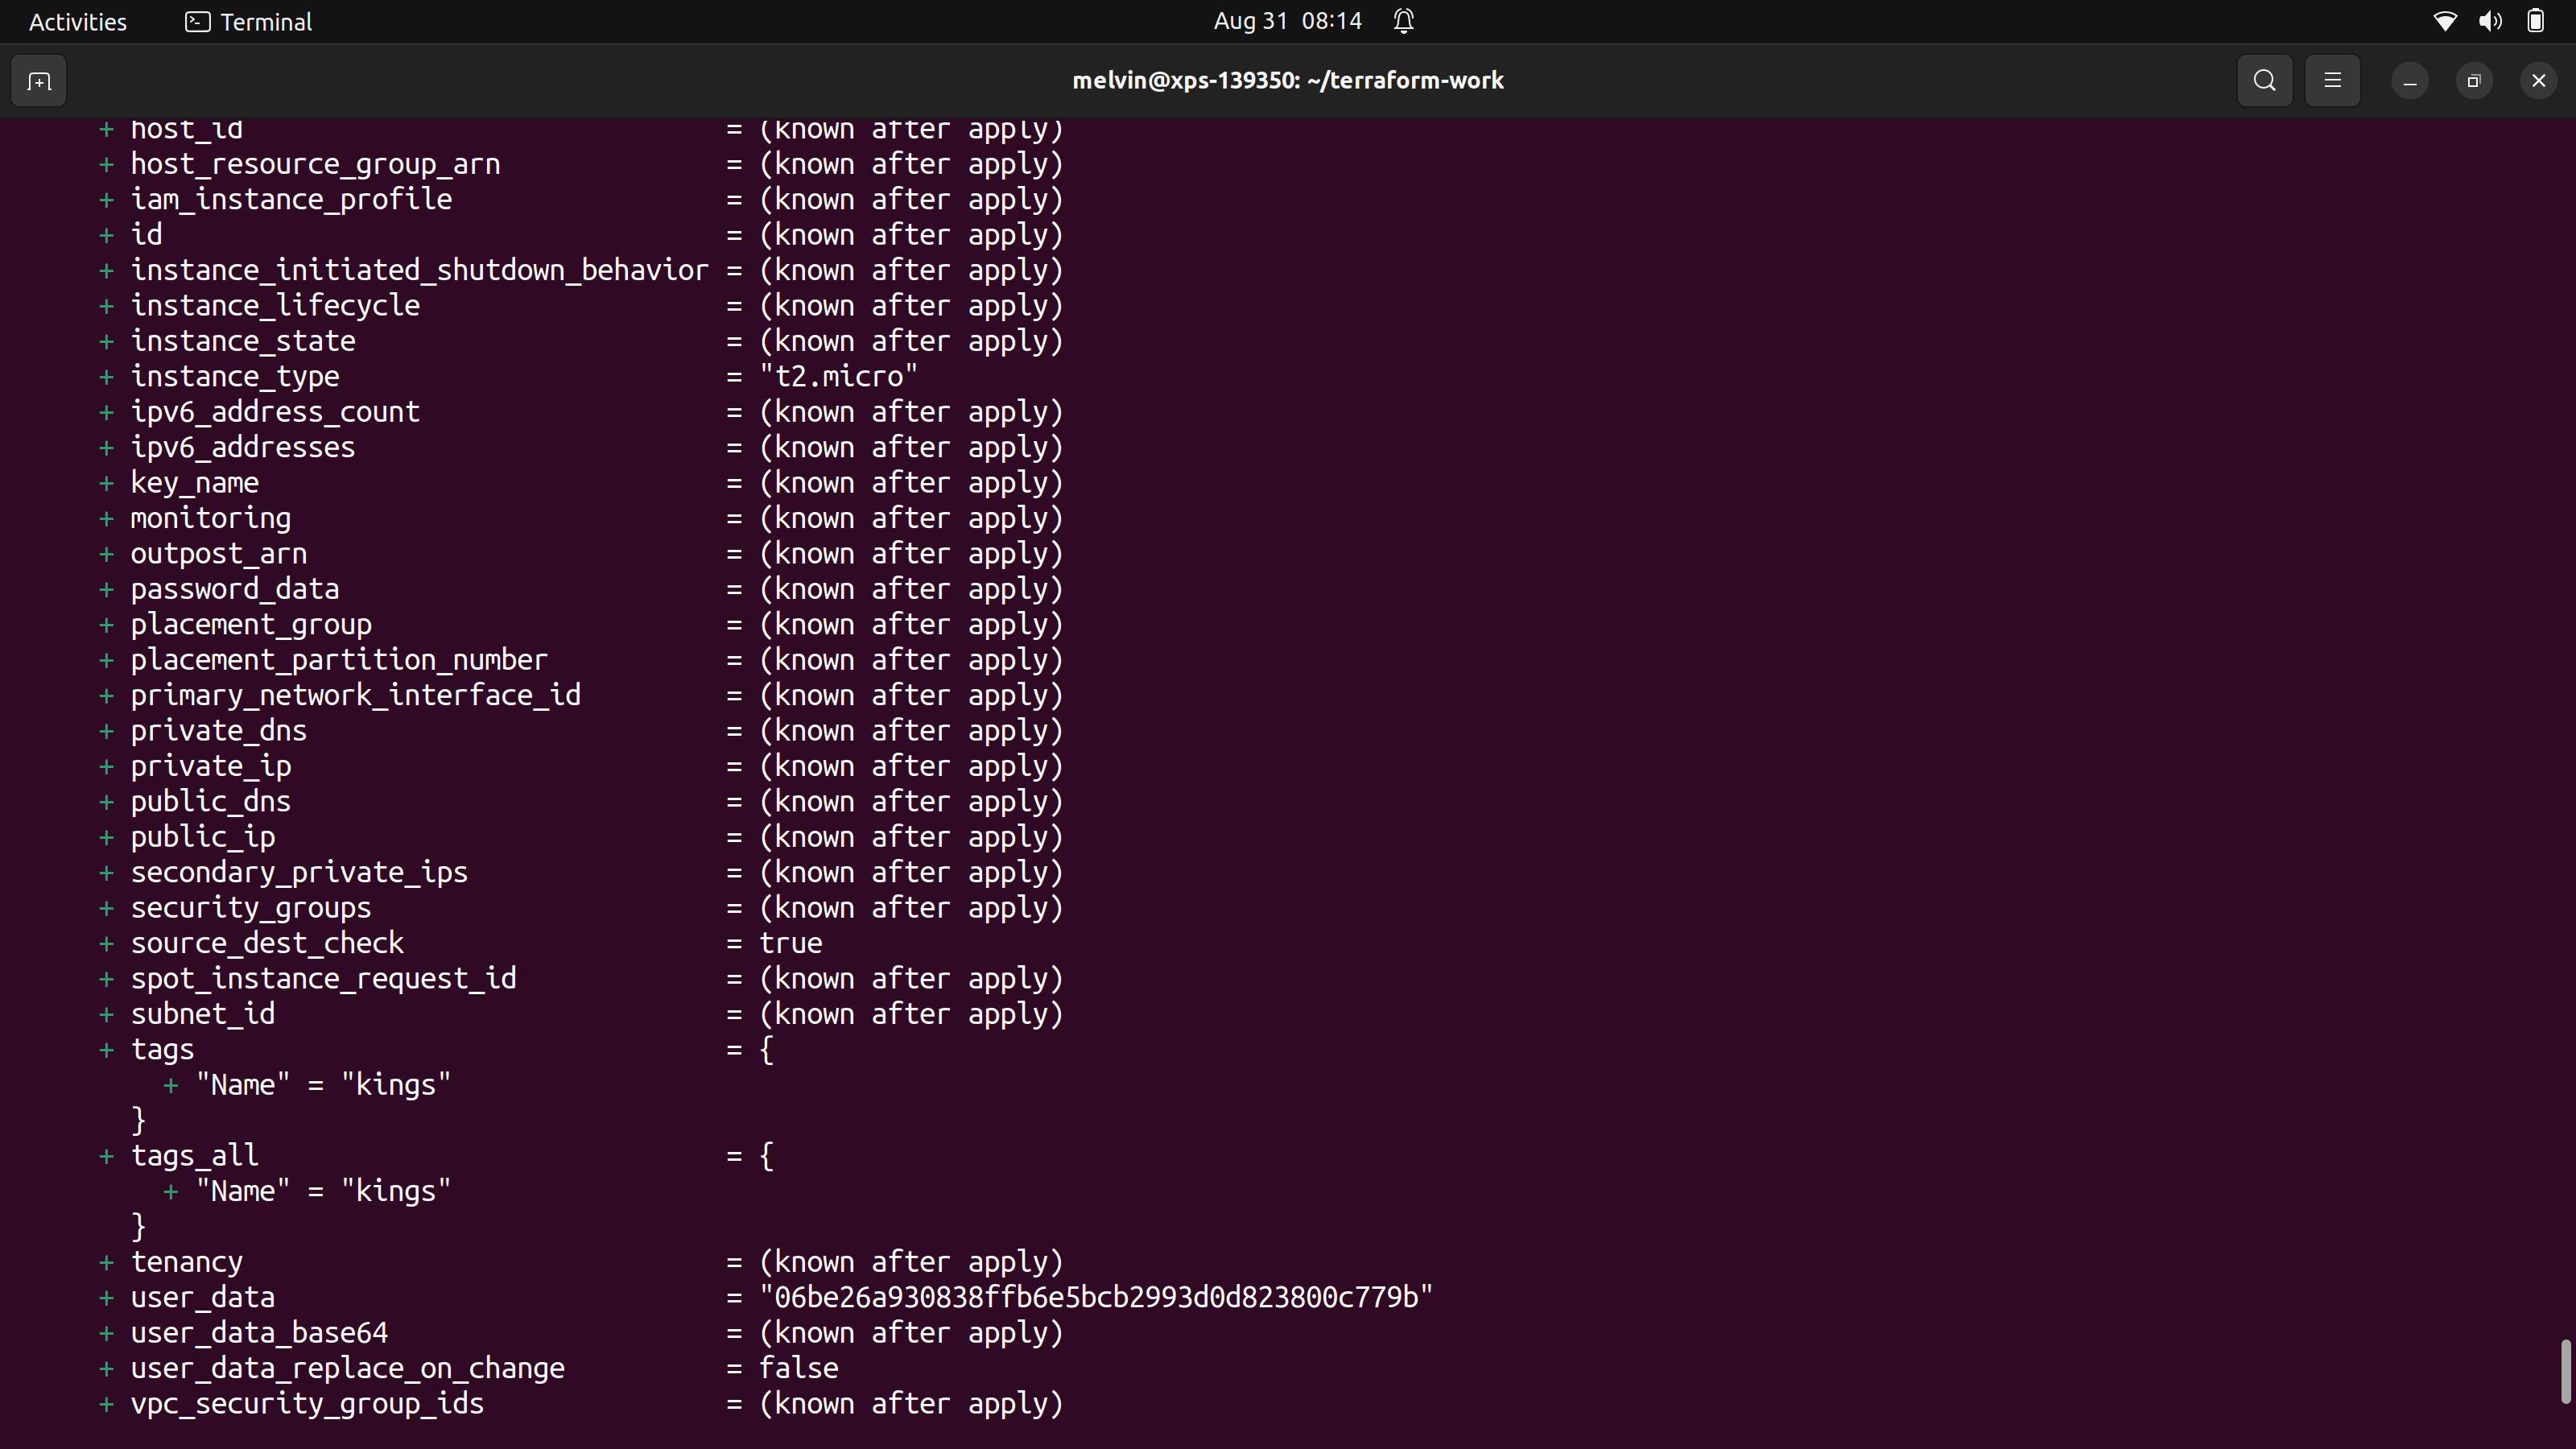 Activities Terminal Aug 31 08:14
melvin@xps-139350: ~/terraform-work
+ host_id = (known after apply)
+ host_resource_group_arn = (known after apply)
+ iam_instance_profile = (known after apply)
+ id = (known after apply)
+ instance_initiated_shutdown_behavior = (known after apply)
+ instance_lifecycle = (known after apply)
+ instance_state = (known after apply)
+ instance_type = "t2.micro"
+ ipv6_address_count = (known after apply)
+ ipv6_addresses = (known after apply)
+ key_name = (known after apply)
+ monitoring = (known after apply)
+ outpost_arn = (known after apply)
+ password_data = (known after apply)
+ placement_group = (known after apply)
+ placement_partition_number = (known after apply)
+ primary_network_interface_id = (known after apply)
+ private_dns = (known after apply)
+ private_ip = (known after apply)
+ public_dns = (known after apply)
+ public_ip = (known after apply)
+ secondary_private_ips = (known after apply)
+ security_groups = (known after apply)
+ source_dest_check = true
+ spot_instance_request_id = (known after apply)
+ subnet_id = (known after apply)
+ tags = {
+ "Name" = "kings"
}
+ tags_all = {
+ "Name" = "kings"
}
+ tenancy = (known after apply)
+ user_data = "06be26a930838ffb6e5bcb2993d0d823800c779b"
+ user_data_base64 = (known after apply)
+ user_data_replace_on_change = false
+ vpc_security_group_ids = (known after apply)